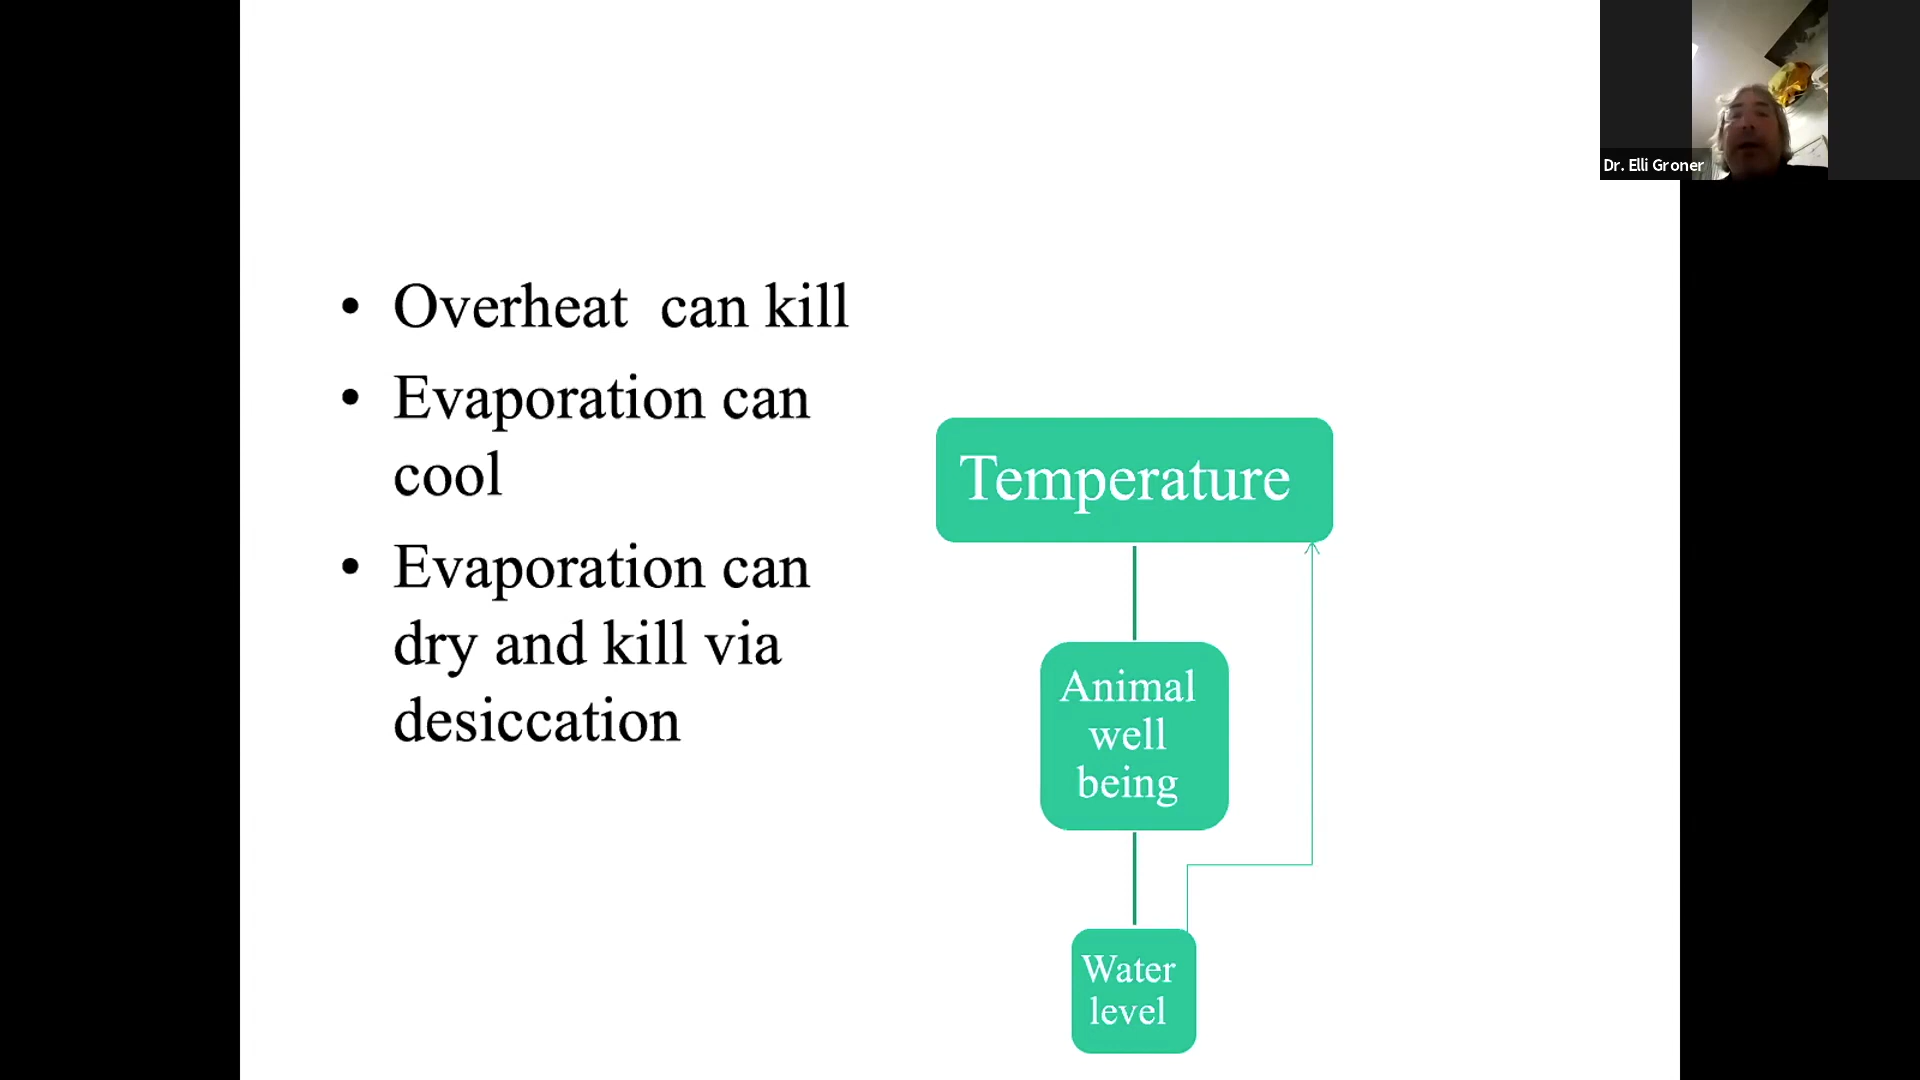 Dr. Elli Groner
• Overheat  can kill
• Evaporation can
cool
• Evaporation can
dry and kill via
desiccation
Temperature
Animal
well
being
Water
level